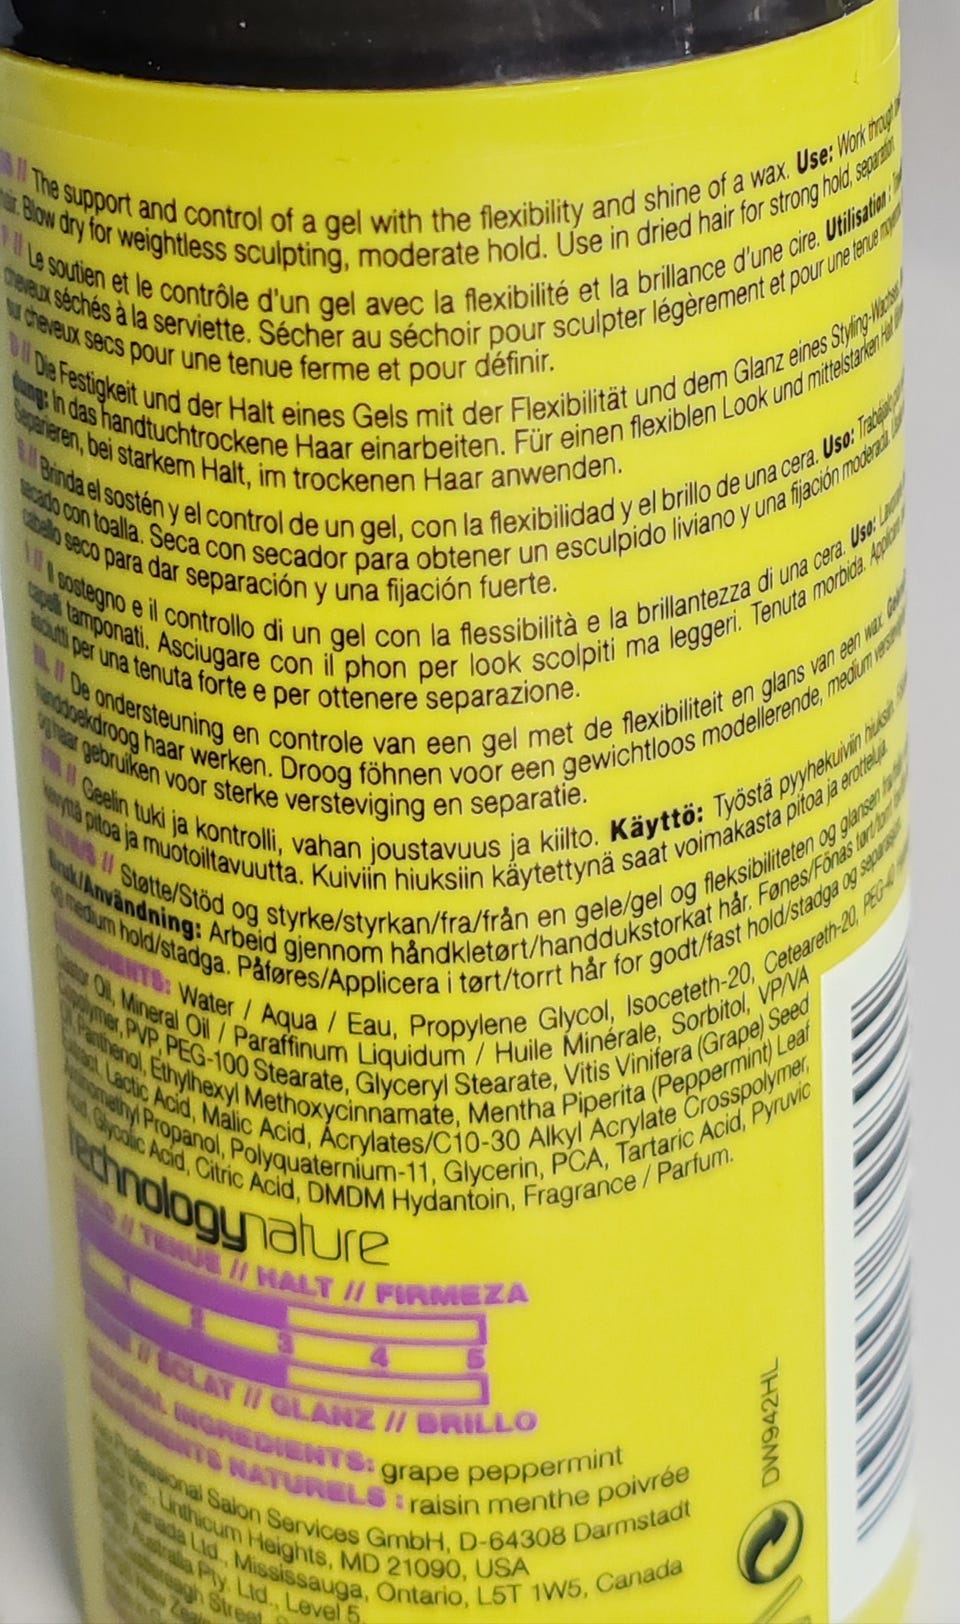 // The support and control of a gel with the flexibility and shine of a wax. Use: Work through
hair. Blow dry for weightless sculpting, moderate hold. Use in dried hair for strong hold, separation
// Le soutien et le contrôle d'un gel avec la flexibilité et la brillance d'une cire. Utilisation :
cheveux séchés à la serviette. Sécher au séchoir pour sculpter légèrement et pour une tenue
sur cheveux secs pour une tenue ferme et pour définir.
D // Die Festigkeit und der Halt eines Gels mit der Flexibilität und dem Glanz eines Styling-Wachses.
dung: In das handtuchtrockene Haar einarbeiten. Für einen flexiblen Look und mittelstarken Halt
Separieren, bei starkem Halt, im trockenen Haar anwenden.
// Brinda el sostén y el control de un gel, con la flexibilidad y el brillo de una cera. Uso:
secado con toalla. Seca con secador para obtener un esculpido liviano y una fijación moderada.
cabello seco para dar separación y una fijación fuerte.
I // Il sostegno e il controllo di un gel con la flessibilità e la brillantezza di una cera. Uso:
capelli tamponati. Asciugare con il phon per look scolpiti ma leggeri. Tenuta morbida.
asciutti per una tenuta forte e per ottenere separazione.
NL // De ondersteuning en controle van een gel met de flexibiliteit en glans van een wax.
handdoekdroog haar werken. Droog föhnen voor een gewichtloos modellerende, medium
og haar gebruiken voor sterke versteviging en separatie.
FIN // Geelin tuki ja kontrolli, vahan joustavuus ja kiilto. Käyttö: Työstä pyyhekuiviin hiuksiin.
kevyttä pitoa ja muotoiltavuutta. Kuiviin hiuksiin käytettynä saat voimakasta pitoa ja erotteluja.
// Støtte/Stöd og styrke/styrkan/fra/från en gele/gel og fleksibiliteten og glansen
Bruk/Användning: Arbeid gjennom håndkletørt/handdukstorkat hår. Fønes/Fönas tørt/torrt
og medium hold/stadga. Påføres/Applicera i tørt/torrt hår for godt/fast hold/stadga og separasjon.
INGREDIENTS: Water / Aqua / Eau, Propylene Glycol, Isoceteth-20, Ceteareth-20, PEG-40
Castor Oil, Mineral Oil / Paraffinum Liquidum / Huile Minérale, Sorbitol, VP/VA
Copolymer, PVP, PEG-100 Stearate, Glyceryl Stearate, Vitis Vinifera (Grape) Seed
Oil, Panthenol, Ethylhexyl Methoxycinnamate, Mentha Piperita (Peppermint) Leaf
Extract, Lactic Acid, Malic Acid, Acrylates/C10-30 Alkyl Acrylate Crosspolymer,
Aminomethyl Propanol, Polyquaternium-11, Glycerin, PCA, Tartaric Acid, Pyruvic
Acid, Glycolic Acid, Citric Acid, DMDM Hydantoin, Fragrance / Parfum.
Technologynature
// TENUE // HALT // FIRMEZA
1 2 3 4 5
// ÉCLAT // GLANZ // BRILLO
NATURAL INGREDIENTS: grape peppermint
INGRÉDIENTS NATURELS : raisin menthe poivrée
Professional Salon Services GmbH, D-64308 Darmstadt
Inc., Linthicum Heights, MD 21090, USA
Canada Ltd., Mississauga, Ontario, L5T 1W5, Canada
Australia Pty. Ltd., Level 5,
Street,
DW942HL